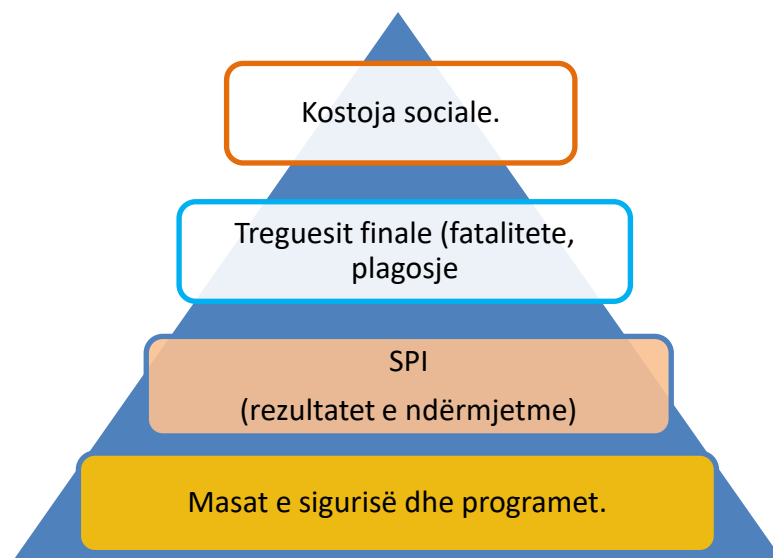 Kostoja sociale.
Treguesit finale (fatalitete,
plagosje
SPI
(rezultatet e ndërmjetme)
Masat e sigurisë dhe programet.